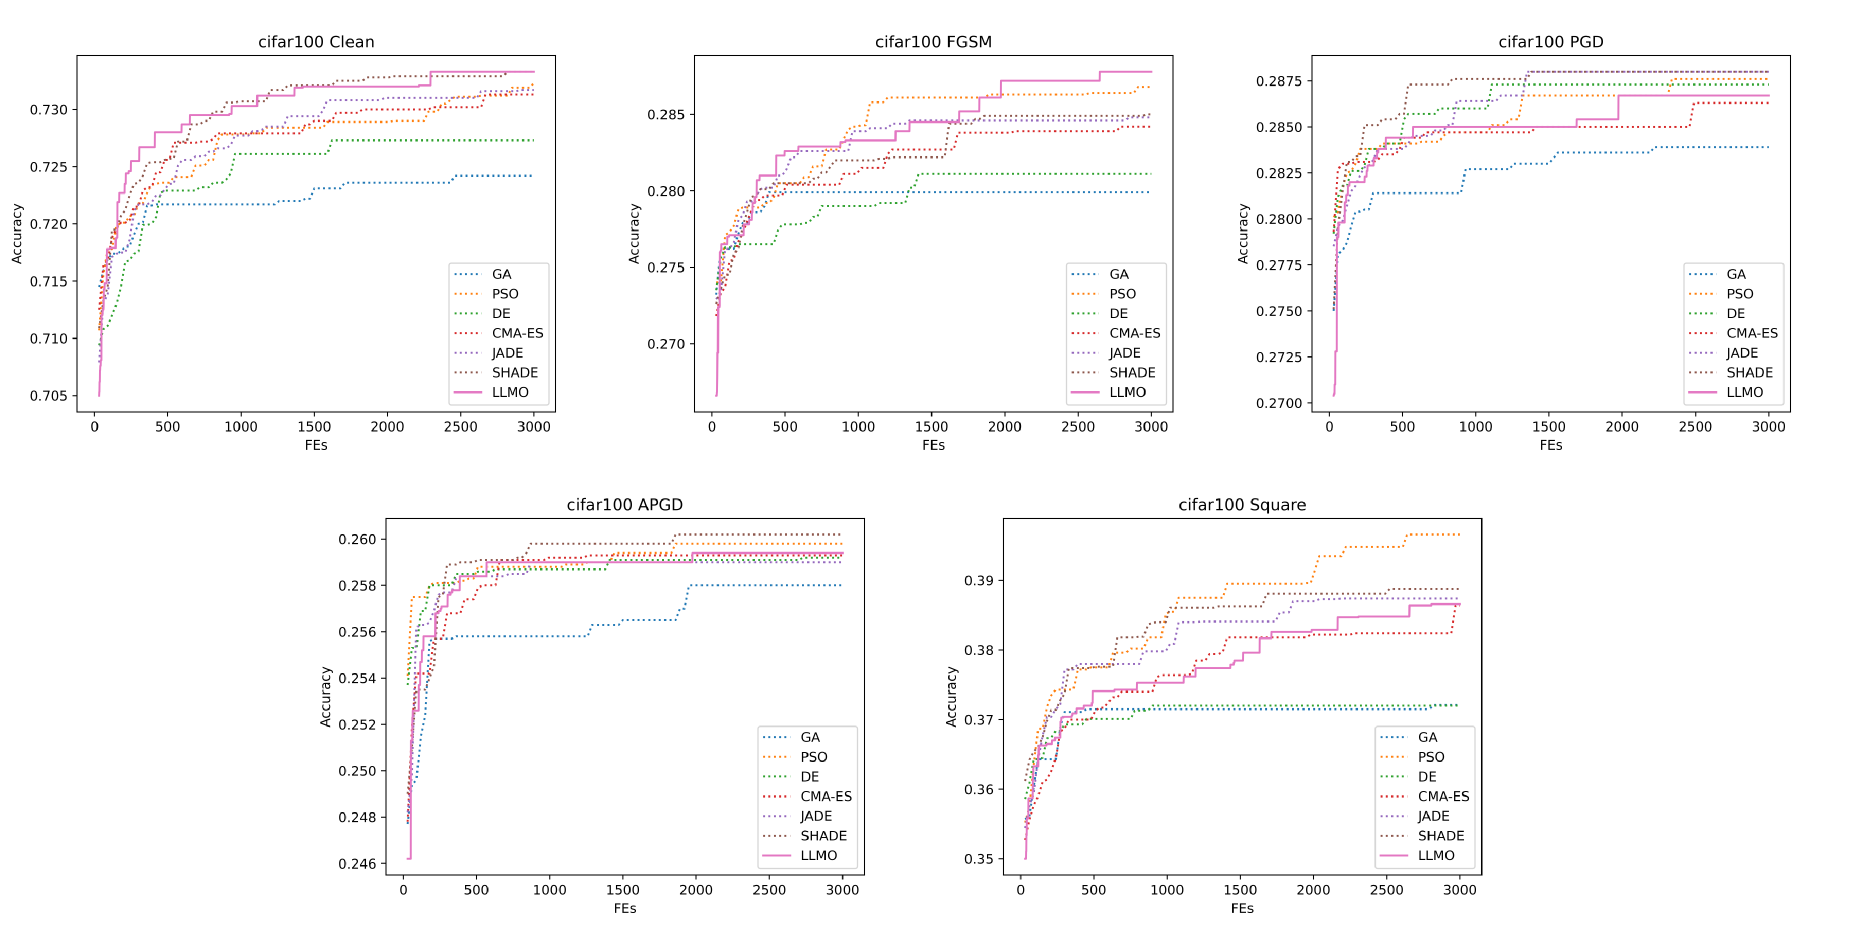 cifar100 Clean
Accuracy
0.730
0.725
0.720
0.715
0.710
0.705
0 500 1000 1500 2000 2500 3000
FEs
GA
PSO
DE
CMA-ES
JADE
SHADE
LLMO
cifar100 FGSM
Accuracy
0.285
0.280
0.275
0.270
0 500 1000 1500 2000 2500 3000
FEs
GA
PSO
DE
CMA-ES
JADE
SHADE
LLMO
cifar100 PGD
Accuracy
0.2875
0.2850
0.2825
0.2800
0.2775
0.2750
0.2725
0.2700
0 500 1000 1500 2000 2500 3000
FEs
GA
PSO
DE
CMA-ES
JADE
SHADE
LLMO
cifar100 APGD
Accuracy
0.260
0.258
0.256
0.254
0.252
0.250
0.248
0.246
0 500 1000 1500 2000 2500 3000
FEs
GA
PSO
DE
CMA-ES
JADE
SHADE
LLMO
cifar100 Square
Accuracy
0.39
0.38
0.37
0.36
0.35
0 500 1000 1500 2000 2500 3000
FEs
GA
PSO
DE
CMA-ES
JADE
SHADE
LLMO